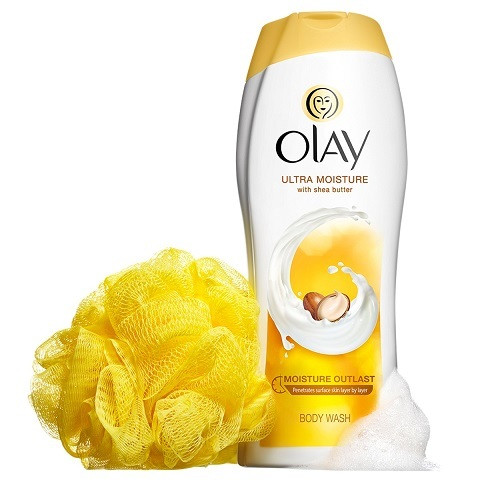 OLAY
ULTRA MOISTURE
with shea butter
MOISTURE OUTLAST
Penetrates surface skin layer by layer
BODY WASH